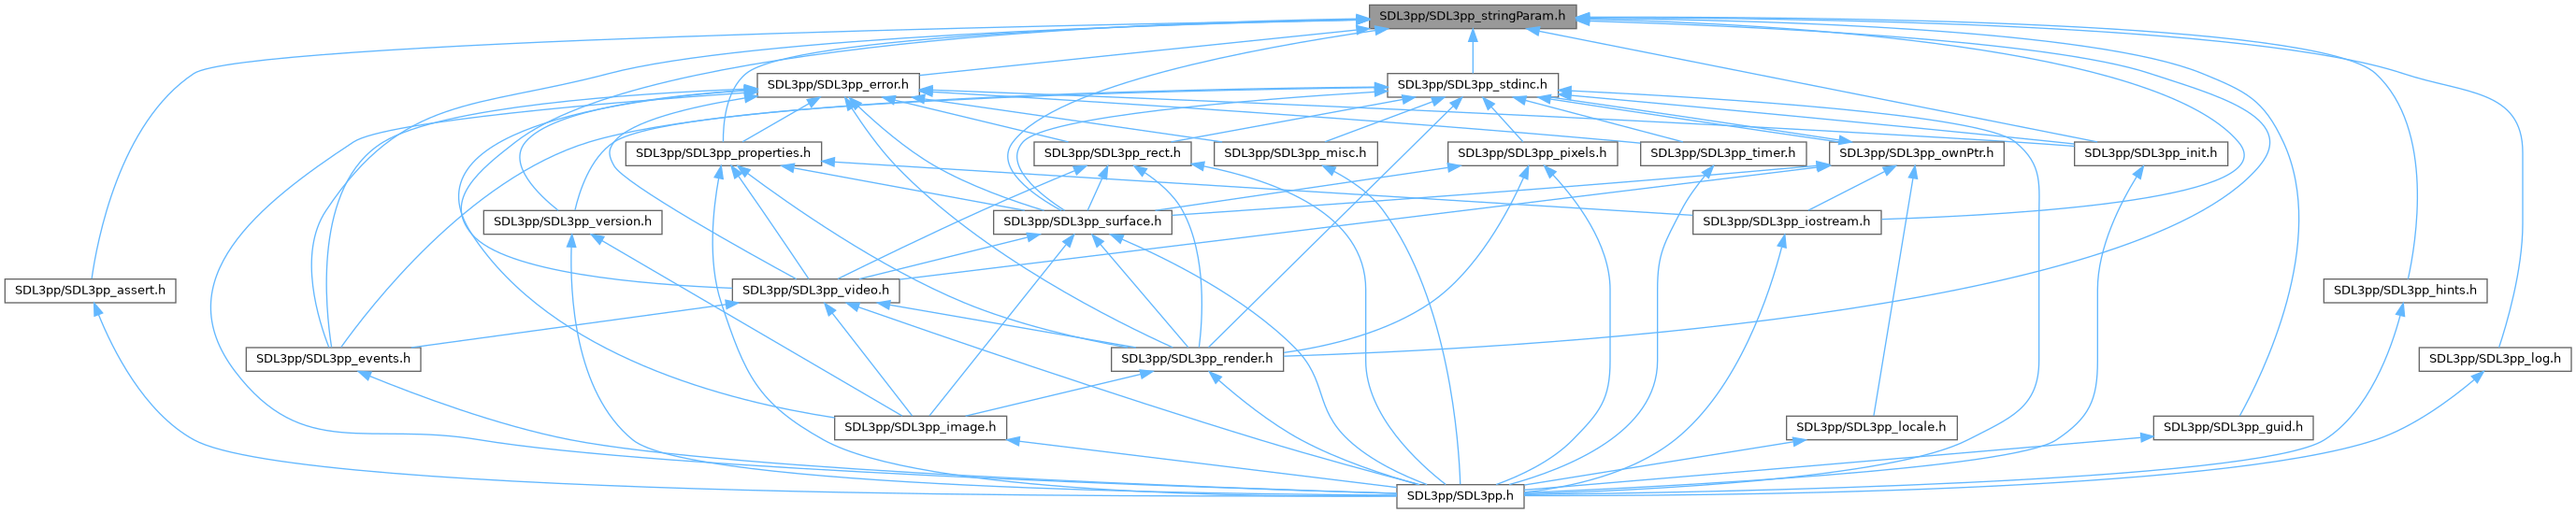 SDL3pp/SDL3pp_stringParam.h
SDL3pp/SDL3pp_error.h
SDL3pp/SDL3pp_stdinc.h
SDL3pp/SDL3pp_properties.h
SDL3pp/SDL3pp_rect.h
SDL3pp/SDL3pp_misc.h
SDL3pp/SDL3pp_pixels.h
SDL3pp/SDL3pp_timer.h
SDL3pp/SDL3pp_ownPtr.h
SDL3pp/SDL3pp_init.h
SDL3pp/SDL3pp_version.h
SDL3pp/SDL3pp_surface.h
SDL3pp/SDL3pp_iostream.h
SDL3pp/SDL3pp_assert.h
SDL3pp/SDL3pp_video.h
SDL3pp/SDL3pp_hints.h
SDL3pp/SDL3pp_events.h
SDL3pp/SDL3pp_render.h
SDL3pp/SDL3pp_log.h
SDL3pp/SDL3pp_image.h
SDL3pp/SDL3pp_locale.h
SDL3pp/SDL3pp_guid.h
SDL3pp/SDL3pp.h